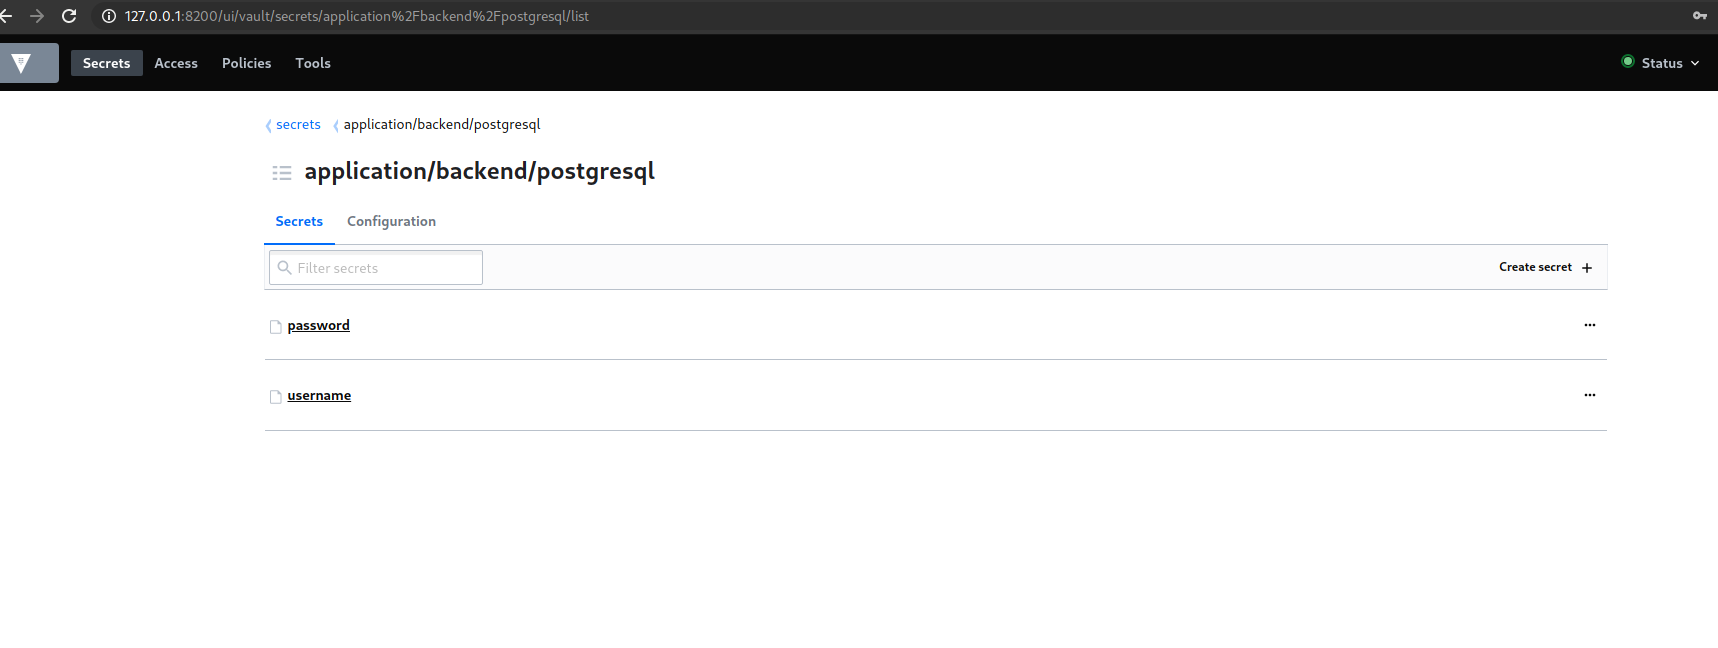 127.0.0.1:8200/ui/vault/secrets/application%2Fbackend%2Fpostgresql/list
Secrets Access Policies Tools Status
secrets application/backend/postgresql
application/backend/postgresql
Secrets Configuration
Filter secrets Create secret +
password ...
username ...